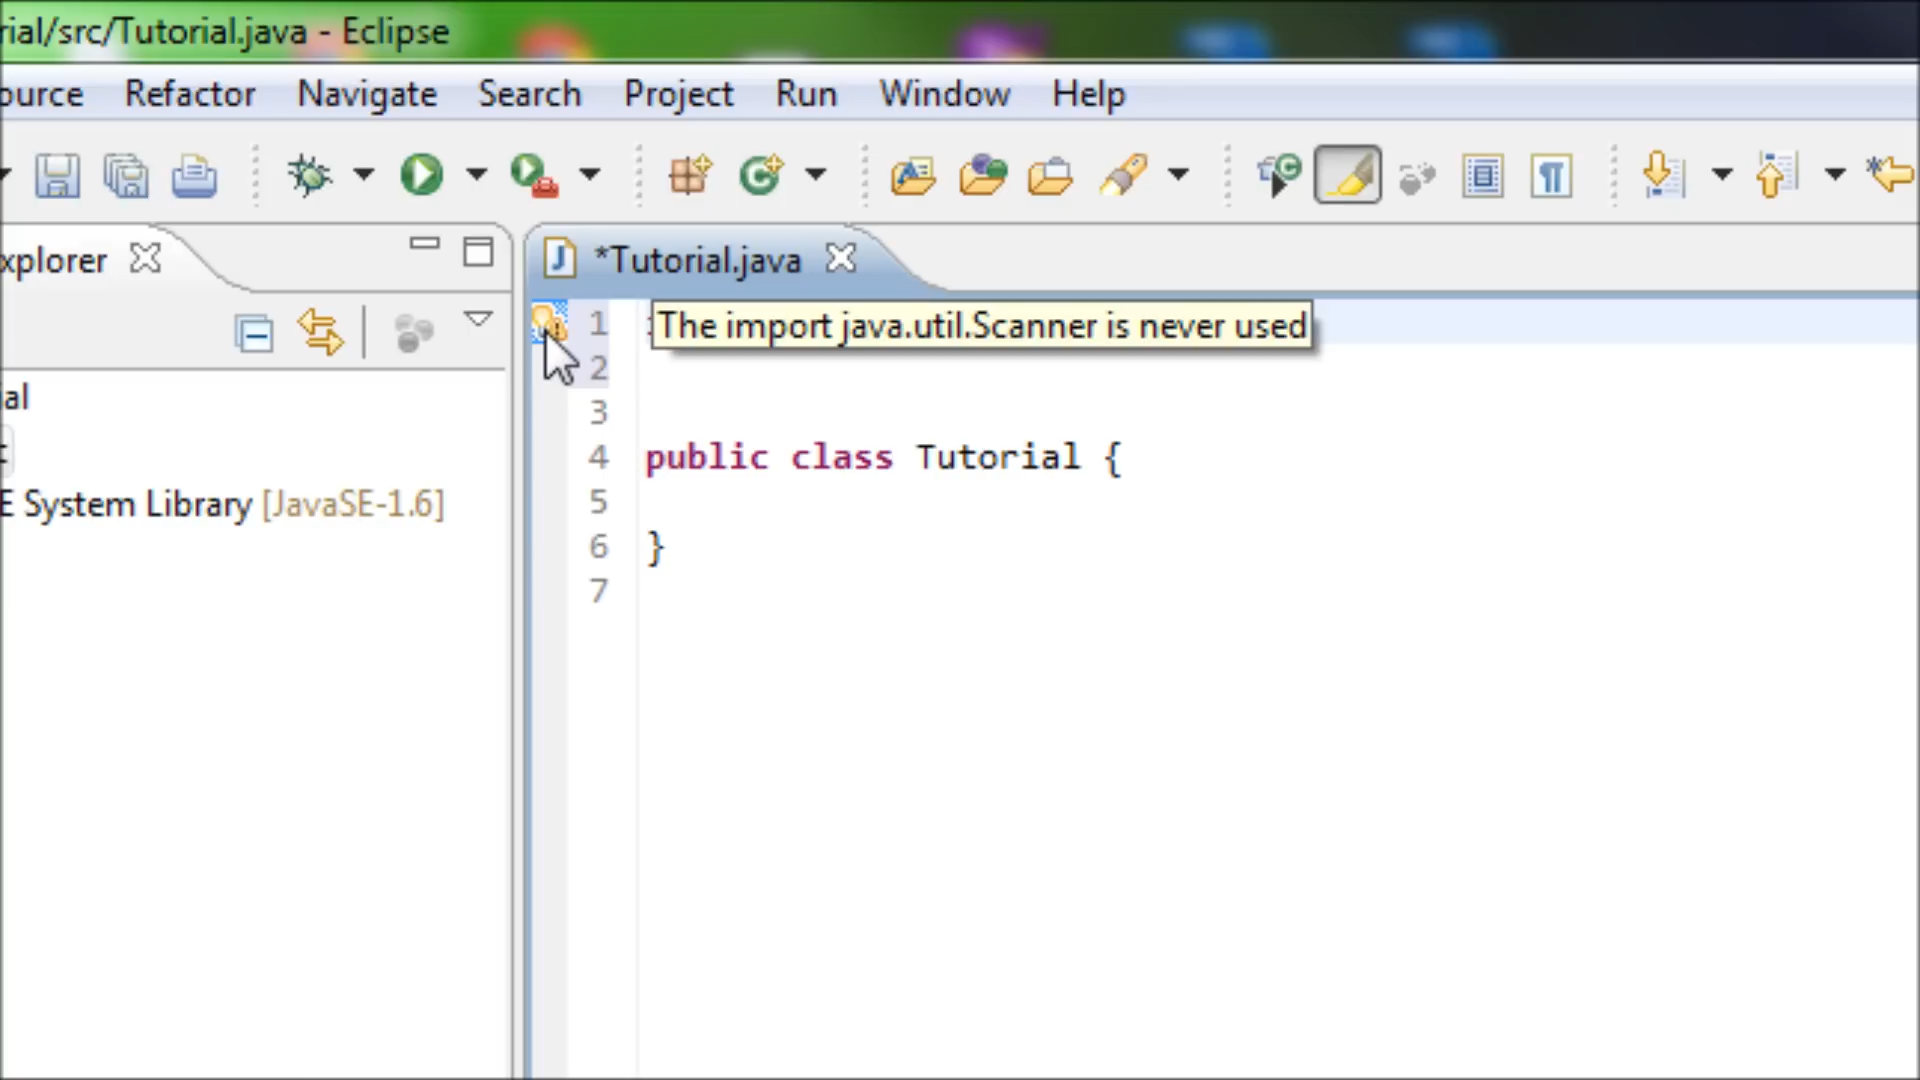 rial/src/Tutorial.java - Eclipse
ource Refactor Navigate Search Project Run Window Help
xplorer
*Tutorial.java
1 The import java.util.Scanner is never used
2
3
al
4 public class Tutorial {
E System Library [JavaSE-1.6]
5
6 }
7